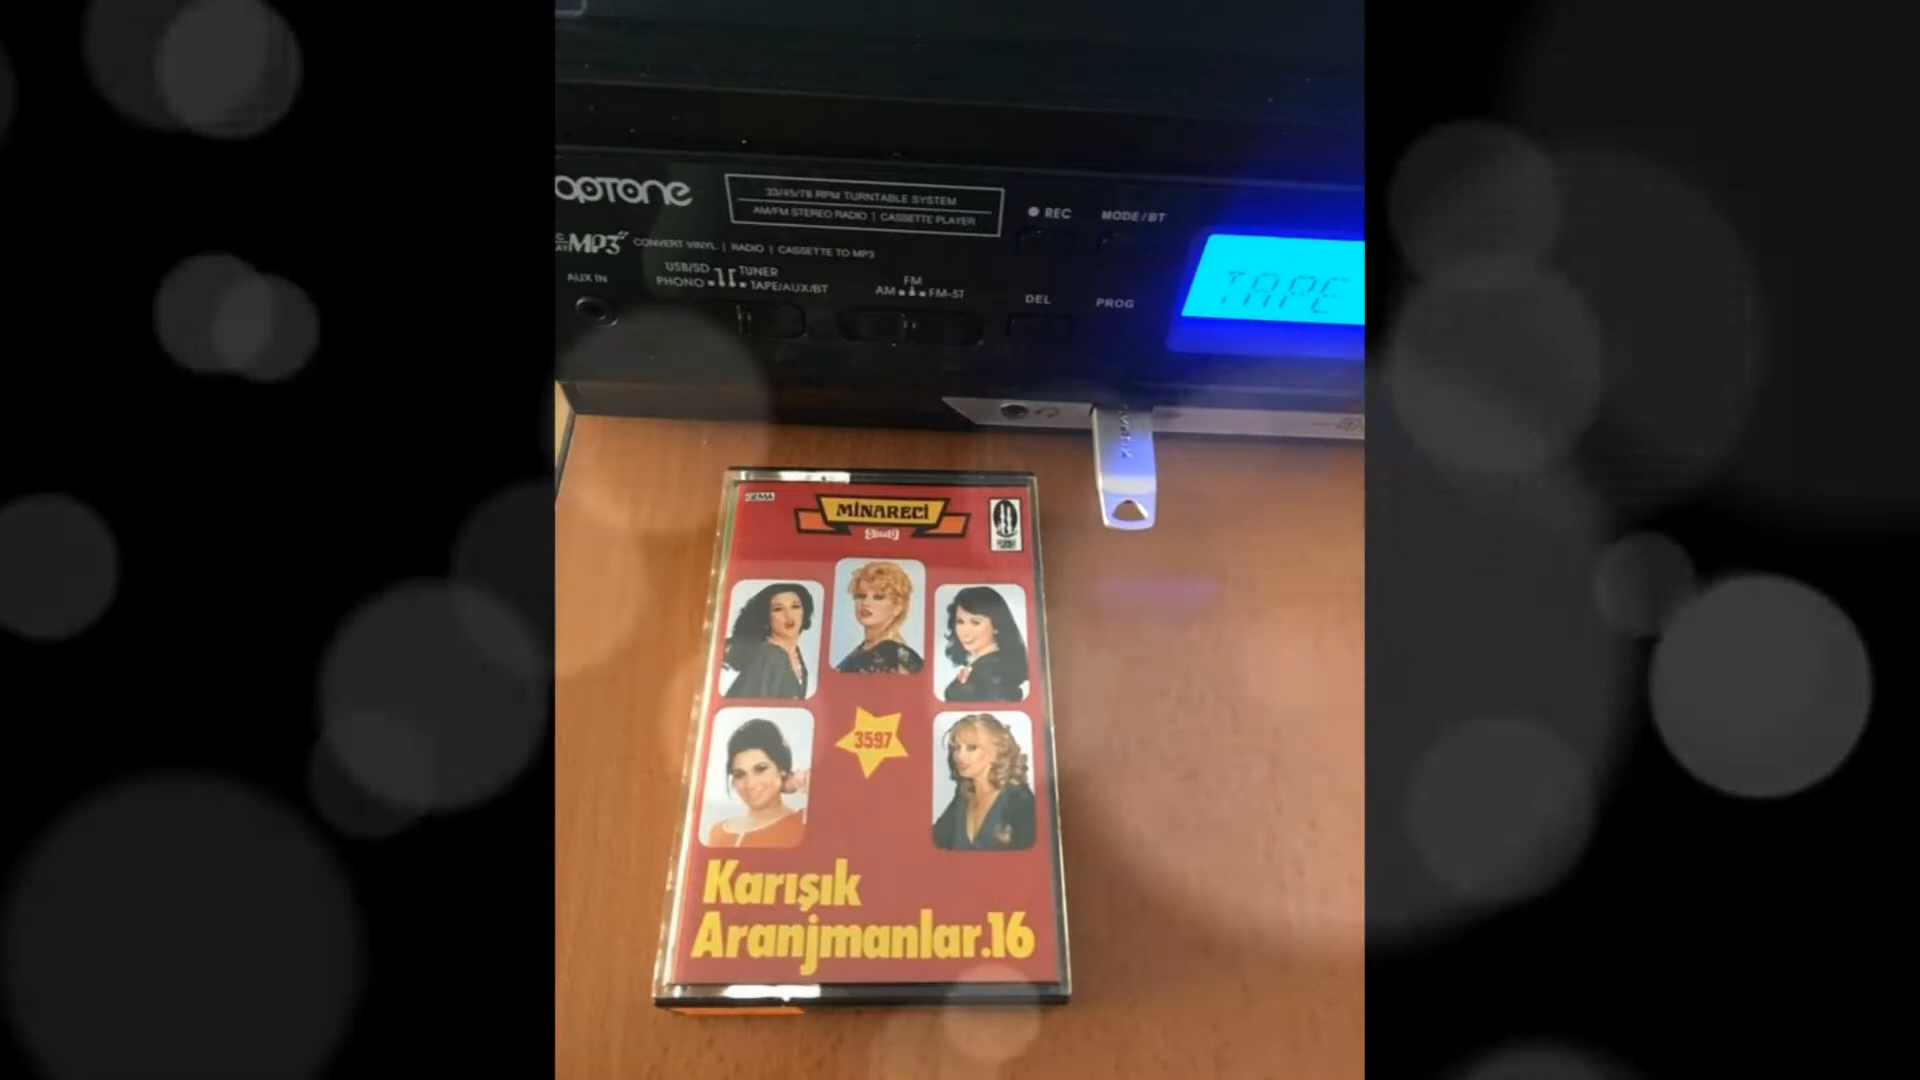 33/45/78 RPM TURNTABLE SYSTEM
AM/FM STEREO RADIO | CASSETTE PLAYER
REC
MODE/BT
MP3
CONVERT VINYL | RADIO | CASSETTE TO MP3
AUX IN
USB/SD
TUNER
PHONO
TAPE/AUX/BT
FM
AM
FM-ST
DEL
PROG
TAPE
GEMA
MİNARECİ
3597
Karışık
Aranjmanlar.16